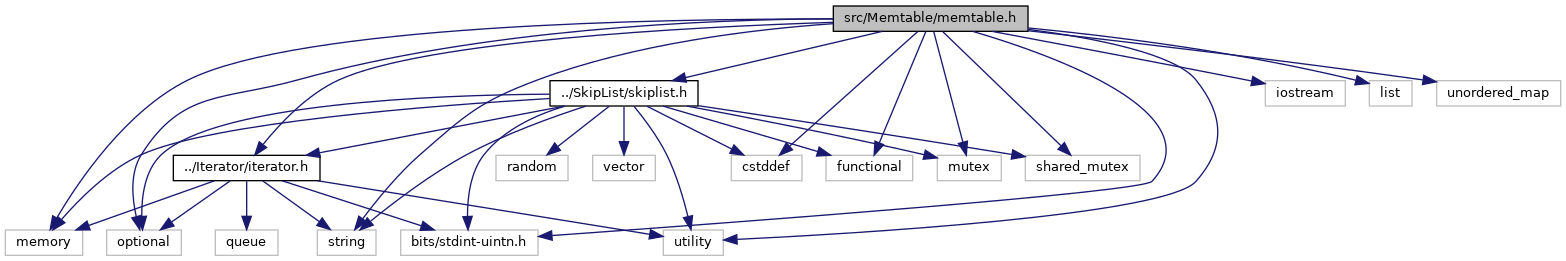 src/Memtable/memtable.h
../SkipList/skiplist.h
iostream
list
unordered_map
../Iterator/iterator.h
random
vector
cstddef
functional
mutex
shared_mutex
memory
optional
queue
string
bits/stdint-uintn.h
utility